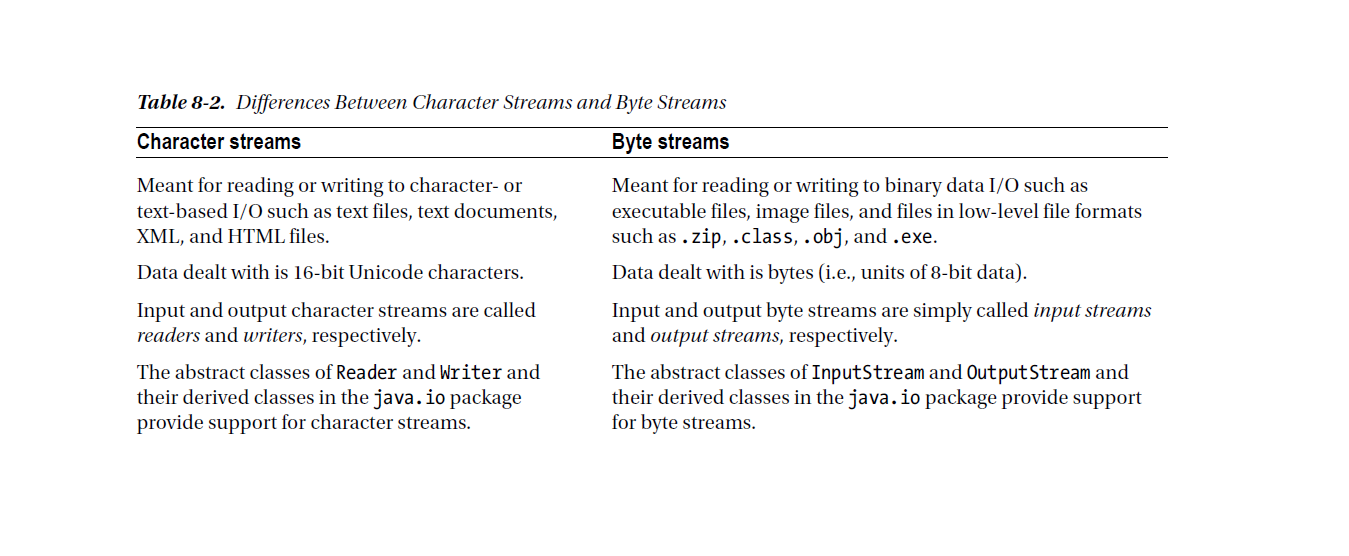 Table 8-2. Differences Between Character Streams and Byte Streams
Character streams
Byte streams
Meant for reading or writing to character- or
text-based I/O such as text files, text documents,
XML, and HTML files.
Meant for reading or writing to binary data I/O such as
executable files, image files, and files in low-level file formats
such as .zip, .class, .obj, and .exe.
Data dealt with is 16-bit Unicode characters.
Data dealt with is bytes (i.e., units of 8-bit data).
Input and output character streams are called
readers and writers, respectively.
Input and output byte streams are simply called input streams
and output streams, respectively.
The abstract classes of Reader and Writer and
their derived classes in the java.io package
provide support for character streams.
The abstract classes of InputStream and OutputStream and
their derived classes in the java.io package provide support
for byte streams.